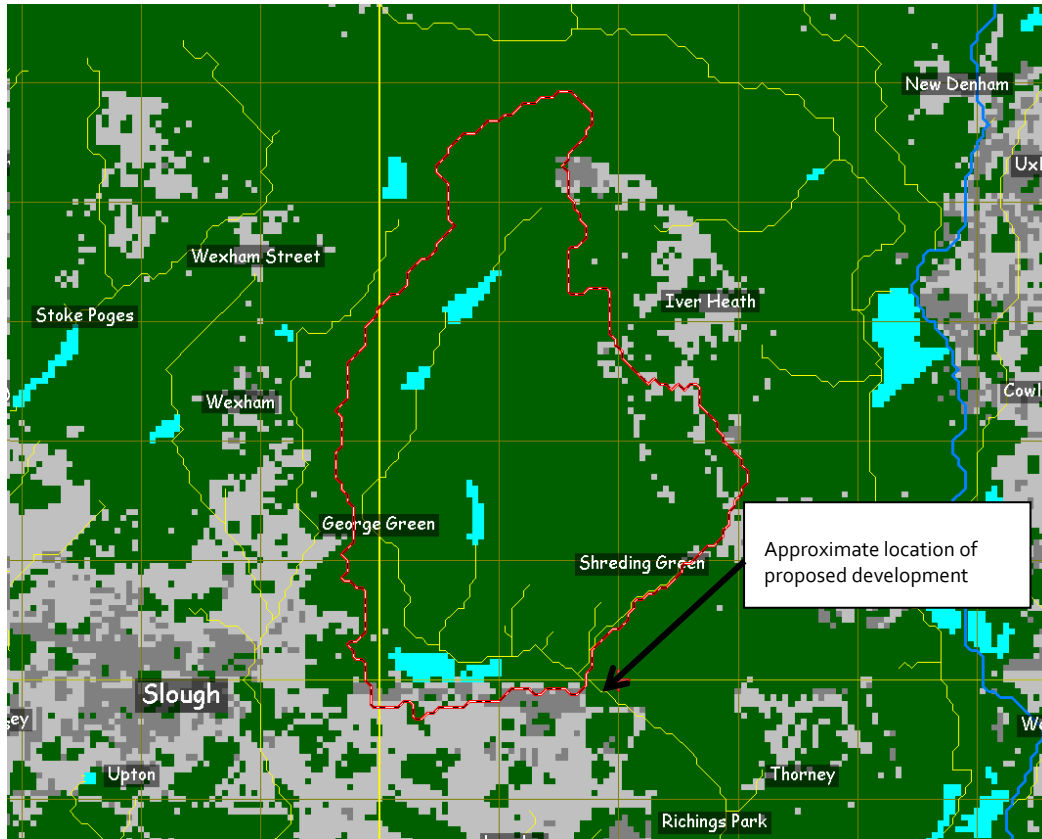 New Denham
Wexham Street
Iver Heath
Stoke Poges
Wexham
George Green
Shreding Green
Approximate location of
proposed development
Slough
Upton
Thorney
Richings Park